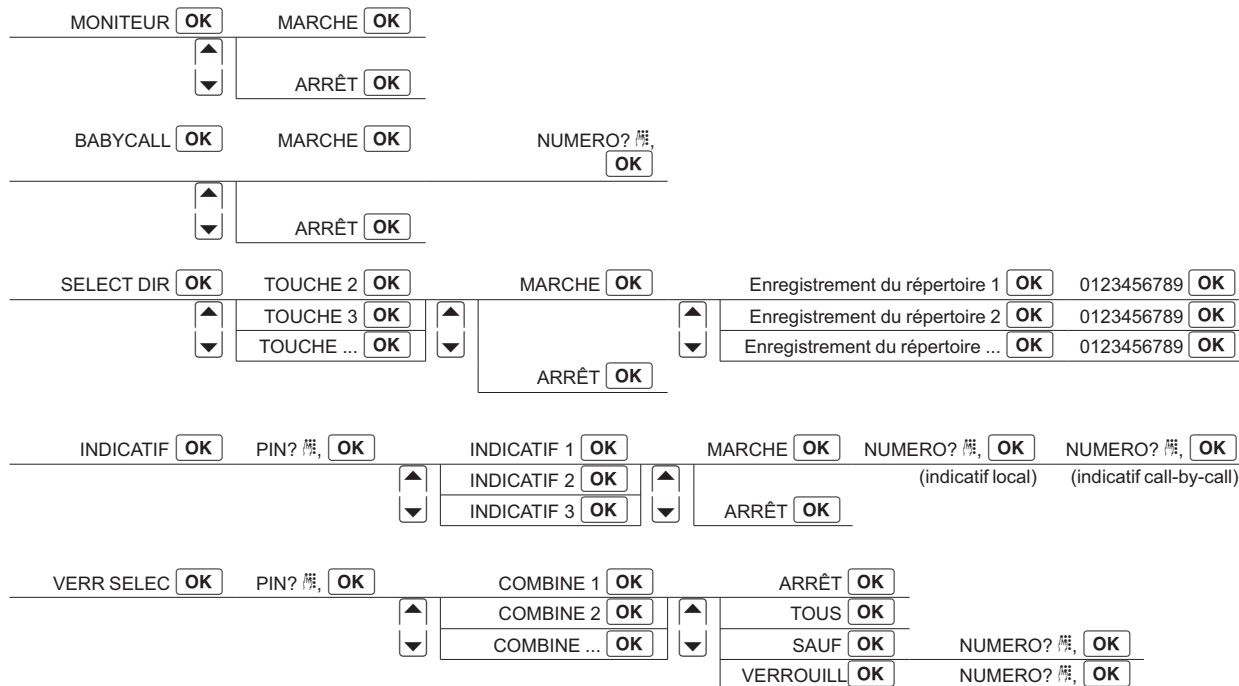 MONITEUR OK MARCHE OK
ARRÊT OK
BABYCALL OK MARCHE OK NUMERO? ,
OK
ARRÊT OK
SELECT DIR OK TOUCHE 2 OK MARCHE OK Enregistrement du répertoire 1 OK 0123456789 OK
TOUCHE 3 OK Enregistrement du répertoire 2 OK 0123456789 OK
TOUCHE ... OK Enregistrement du répertoire ... OK 0123456789 OK
ARRÊT OK
INDICATIF OK PIN? , OK INDICATIF 1 OK MARCHE OK NUMERO? , OK NUMERO? , OK
INDICATIF 2 OK (indicatif local) (indicatif call-by-call)
INDICATIF 3 OK ARRÊT OK
VERR SELEC OK PIN? , OK COMBINE 1 OK ARRÊT OK
COMBINE 2 OK TOUS OK
COMBINE ... OK SAUF OK NUMERO? , OK
VERROUILL OK NUMERO? , OK